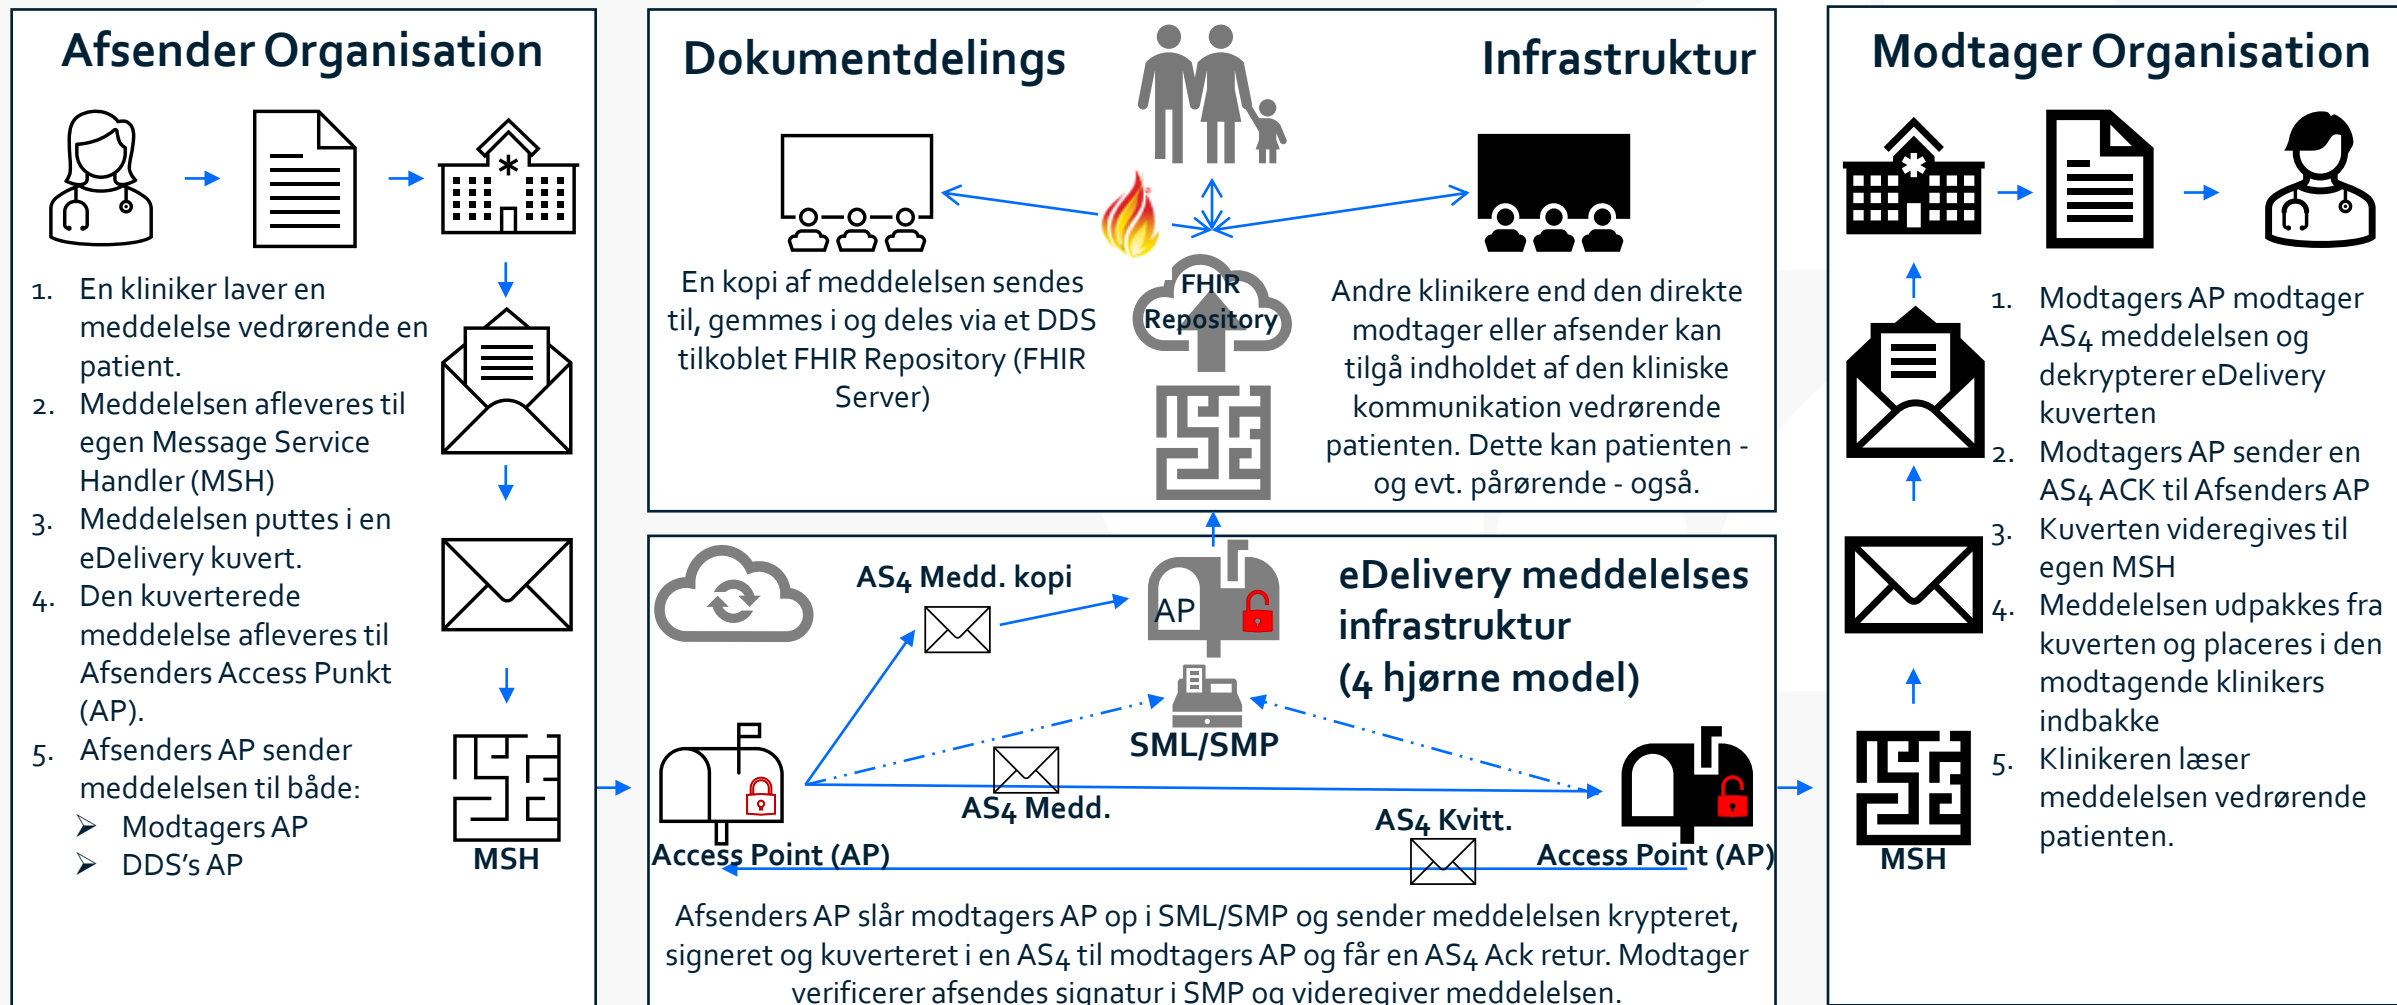 Afsender Organisation
1. En kliniker laver en
meddelelse vedrørende en
patient.
2. Meddelelsen afleveres til
egen Message Service
Handler (MSH)
3. Meddelelsen puttes i en
eDelivery kuvert.
4. Den kuverterede
meddelelse afleveres til
Afsenders Access Punkt
(AP).
5. Afsenders AP sender
meddelelsen til både:
➢ Modtagers AP
➢ DDS's AP
MSH
Dokumentdelings Infrastruktur
En kopi af meddelelsen sendes
til, gemmes i og deles via et DDS
tilkoblet FHIR Repository (FHIR
Server)
FHIR
Repository
Andre klinikere end den direkte
modtager eller afsender kan
tilgå indholdet af den kliniske
kommunikation vedrørende
patienten. Dette kan patienten -
og evt. pårørende - også.
eDelivery meddelelses
infrastruktur
(4 hjørne model)
AS4 Medd. kopi
AP
SML/SMP
AS4 Medd.
AS4 Kvitt.
Access Point (AP)
Access Point (AP)
Afsenders AP slår modtagers AP op i SML/SMP og sender meddelelsen krypteret,
signeret og kuverteret i en AS4 til modtagers AP og får en AS4 Ack retur. Modtager
verificerer afsendes signatur i SMP og videregiver meddelelsen.
Modtager Organisation
1. Modtagers AP modtager
AS4 meddelelsen og
dekrypterer eDelivery
kuverten
2. Modtagers AP sender en
AS4 ACK til Afsenders AP
3. Kuverten videregives til
egen MSH
4. Meddelelsen udpakkes fra
kuverten og placeres i den
modtagende klinikers
indbakke
5. Klinikeren læser
meddelelsen vedrørende
patienten.
MSH